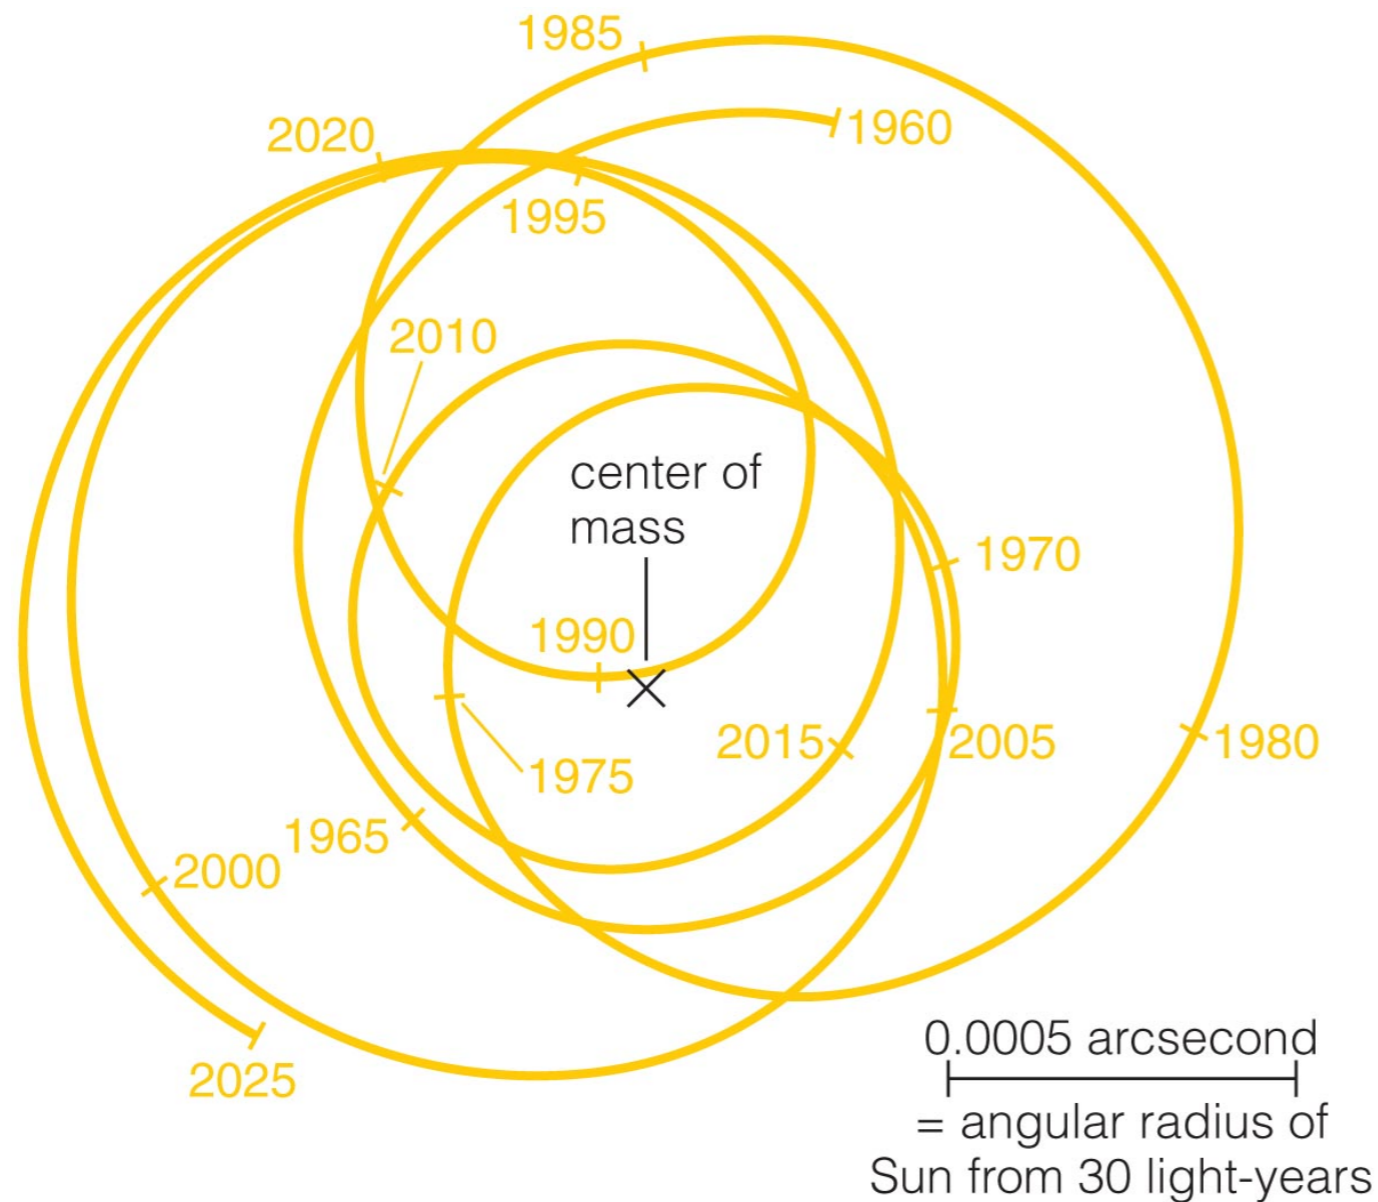 1985
1960
2020
1995
2010
center of
mass
1970
1990
2015
2005
1980
1975
1965
2000
0.0005 arcsecond
2025
= angular radius of
Sun from 30 light-years